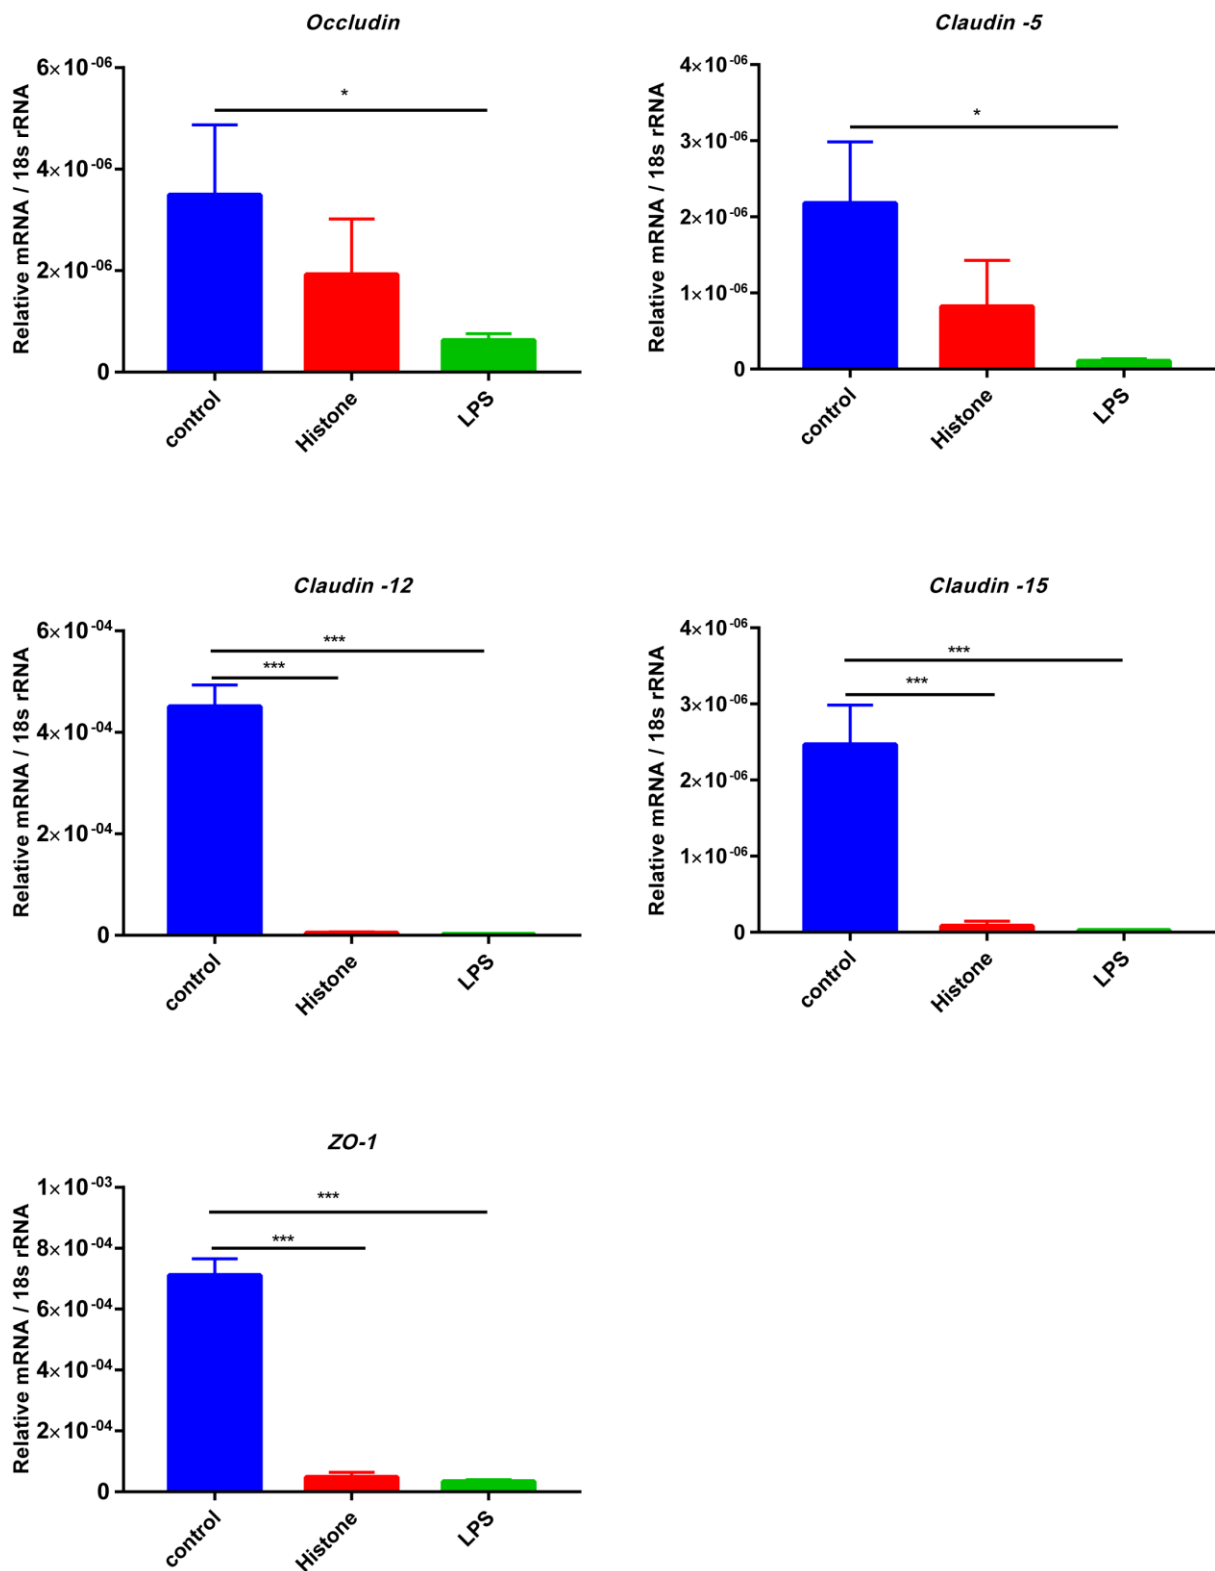 Occludin
Relative mRNA / 18s rRNA
6×10-06
4×10-06
2×10-06
0
*
control
Histone
LPS
Claudin -5
Relative mRNA / 18s rRNA
4×10-06
3×10-06
2×10-06
1×10-06
0
*
control
Histone
LPS
Claudin -12
Relative mRNA / 18s rRNA
6×10-04
4×10-04
2×10-04
0
***
***
control
Histone
LPS
Claudin -15
Relative mRNA / 18s rRNA
4×10-06
3×10-06
2×10-06
1×10-06
0
***
***
control
Histone
LPS
ZO-1
Relative mRNA / 18s rRNA
1×10-03
8×10-04
6×10-04
4×10-04
2×10-04
0
***
***
control
Histone
LPS